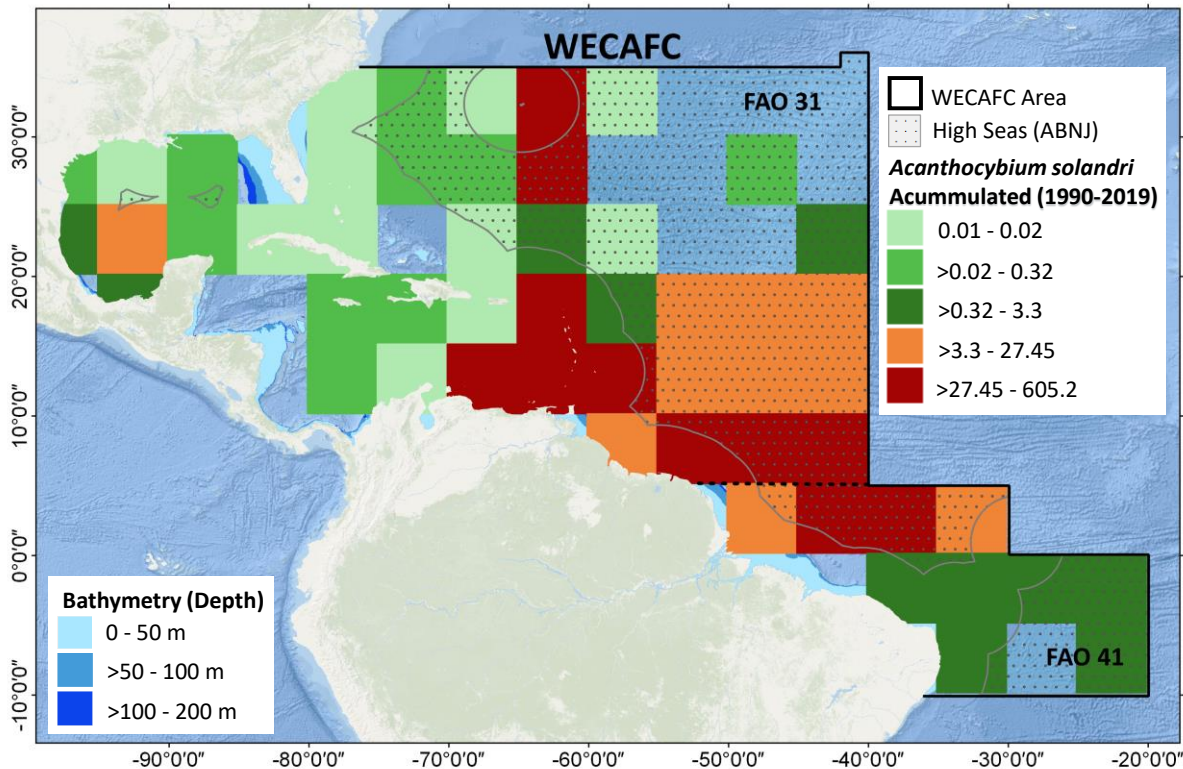 WECAFC
FAO 31
WECAFC Area
High Seas (ABNJ)
Acanthocybium solandri
Acummulated (1990-2019)
0.01 - 0.02
>0.02 - 0.32
>0.32 - 3.3
>3.3 - 27.45
>27.45 - 605.2
30°0'0"
20°0'0"
10°0'0"
0°0'0"
-10°0'0"
Bathymetry (Depth)
0 - 50 m
>50 - 100 m
>100 - 200 m
FAO 41
-90°0'0" -80°0'0" -70°0'0" -60°0'0" -50°0'0" -40°0'0" -30°0'0" -20°0'0"